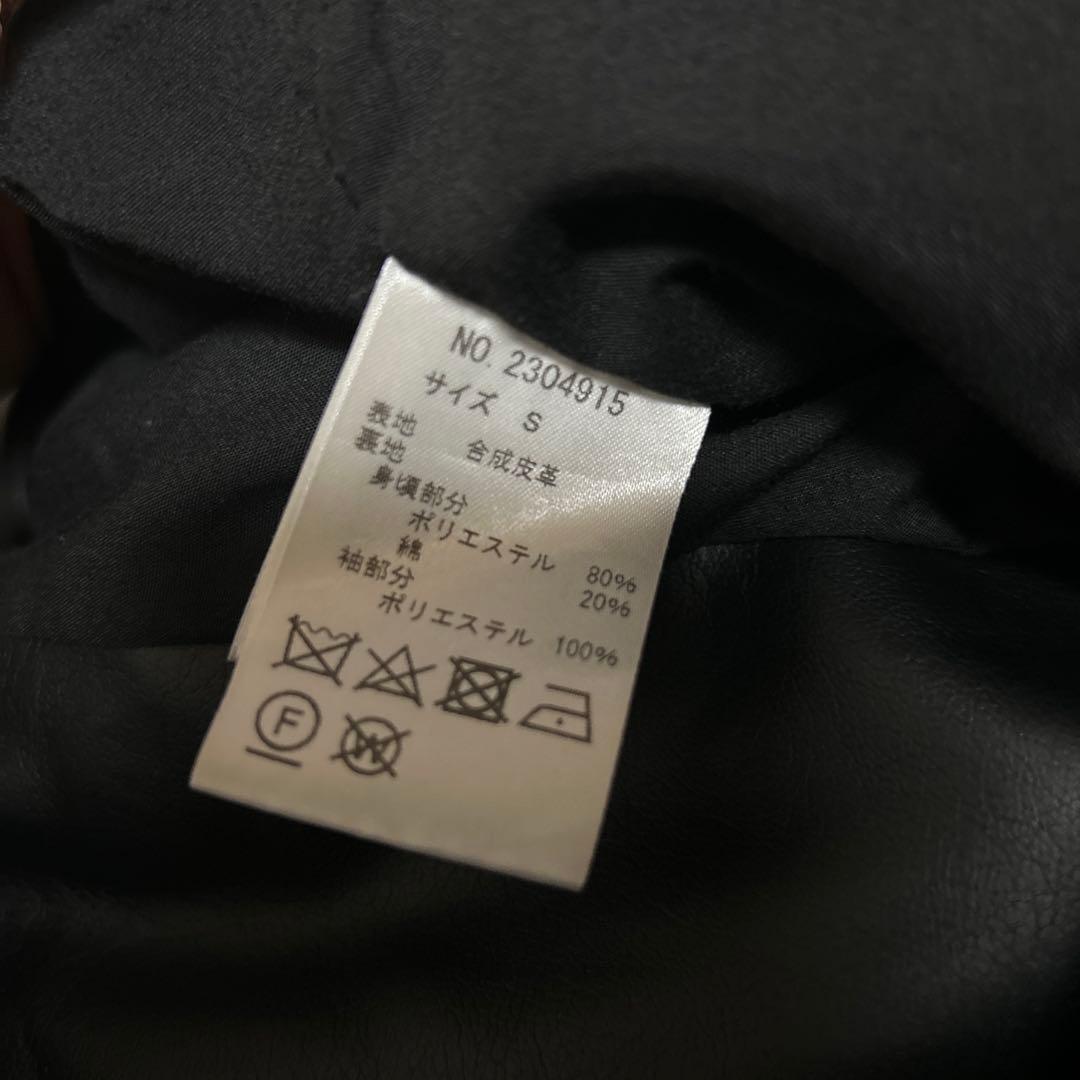 NO. 2304915
サイズ S
表地 合成皮革
裏地
身頃部分
ポリエステル 80%
綿 20%
袖部分
ポリエステル 100%
F
W